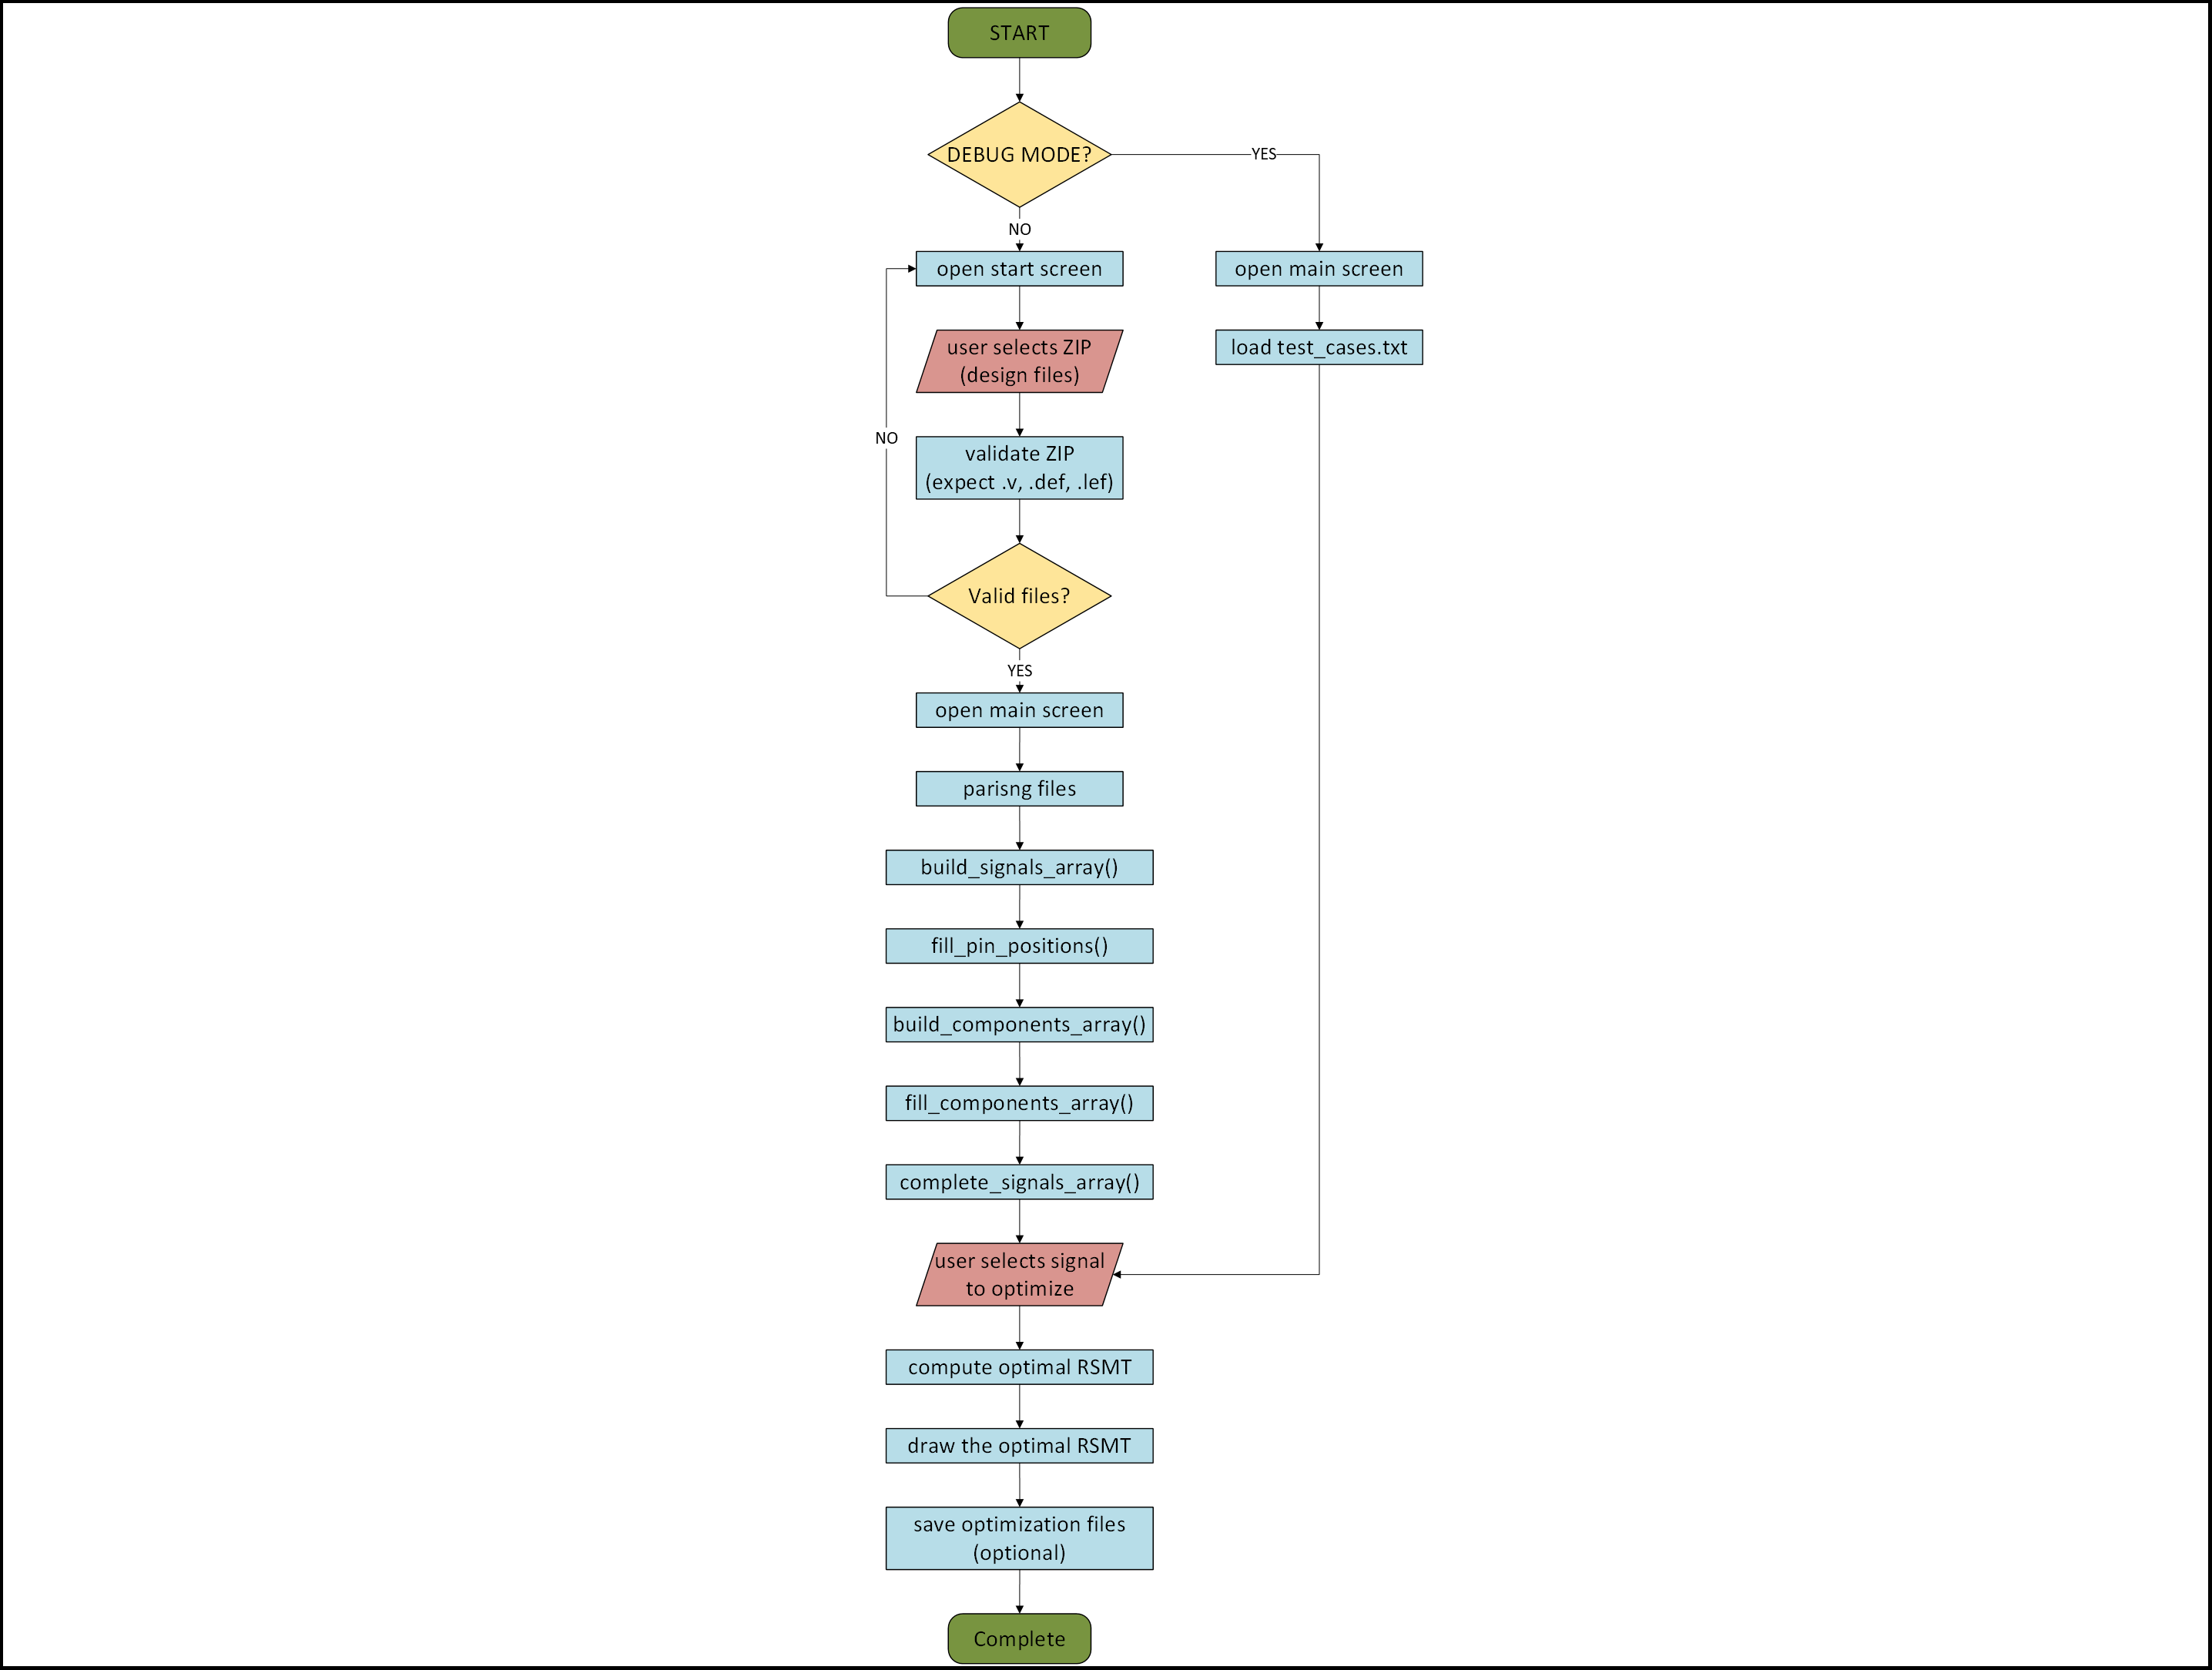 START
DEBUG MODE?
YES
NO
open start screen
open main screen
user selects ZIP
(design files)
load test_cases.txt
NO
validate ZIP
(expect .v, .def, .lef)
Valid files?
YES
open main screen
parisng files
build_signals_array()
fill_pin_positions()
build_components_array()
fill_components_array()
complete_signals_array()
user selects signal
to optimize
compute optimal RSMT
draw the optimal RSMT
save optimization files
(optional)
Complete